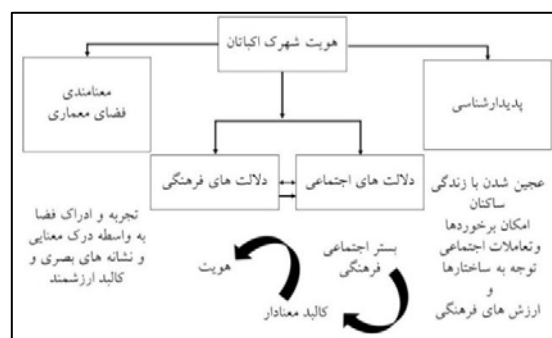 هویت شهرک اکباتان
پدیدارشناسی
معنامندی
فضای معماری
دلالت های اجتماعی
دلالت های فرهنگی
عجین شدن با زندگی
ساکنان
امکان برخوردها
وتعاملات اجتماعی
توجه به ساختارها
و
ارزش های فرهنگی
تجربه و ادراک فضا
به واسطه درک معنایی
و نشانه های بصری و
کالبد ارزشمند
بستر اجتماعی
فرهنگی
کالبد معنادار
هویت